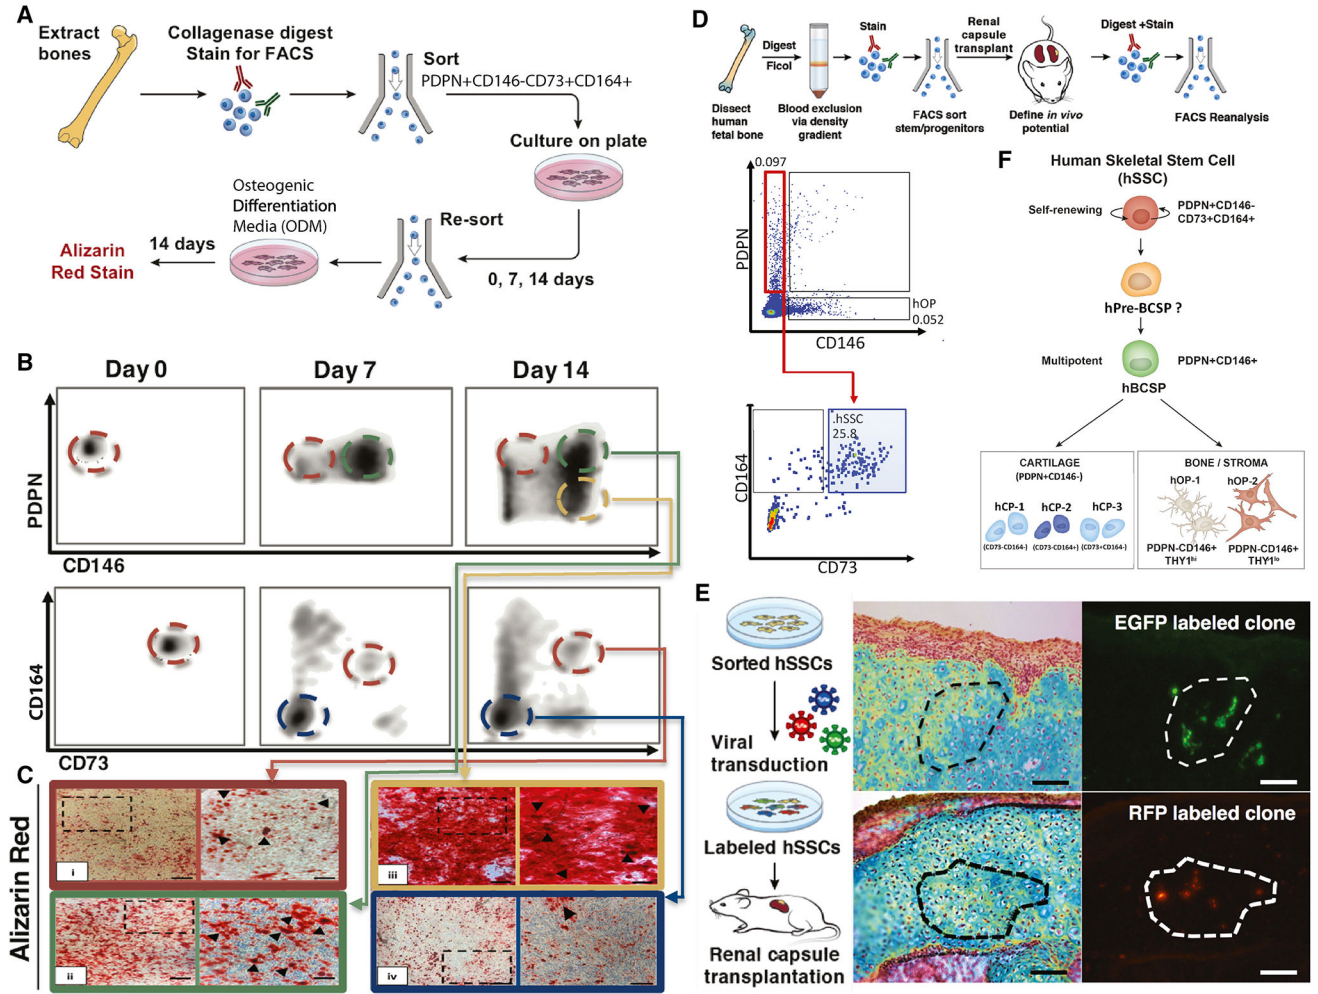 A
Extract
bones
Collagenase digest
Stain for FACS
Sort
PDPN+CD146-CD73+CD164+
Culture on plate
Re-sort
0, 7, 14 days
Osteogenic
Differentiation
Media (ODM)
14 days
Alizarin
Red Stain
B
Day 0
Day 7
Day 14
PDPN
CD146
CD164
CD73
C
Alizarin Red
i
ii
iii
iv
D
Dissect
human
fetal bone
Digest
Ficol
Blood exclusion
via density
gradient
Stain
FACS sort
stem/progenitors
Renal
capsule
transplant
Define in vivo
potential
Digest +Stain
FACS Reanalysis
0.097
PDPN
hOP
0.052
CD146
.hSSC
25.8
CD164
CD73
E
Sorted hSSCs
Viral
transduction
Labeled hSSCs
Renal capsule
transplantation
EGFP labeled clone
RFP labeled clone
F
Human Skeletal Stem Cell
(hSSC)
Self-renewing
PDPN+CD146-
CD73+CD164+
hPre-BCSP ?
Multipotent
PDPN+CD146+
hBCSP
CARTILAGE
(PDPN+CD146-)
hCP-1
hCP-2
hCP-3
(CD73-CD164-)
(CD73-CD164+)
(CD73+CD164-)
BONE / STROMA
hOP-1
hOP-2
PDPN-CD146+
THY1hi
PDPN-CD146+
THY1lo